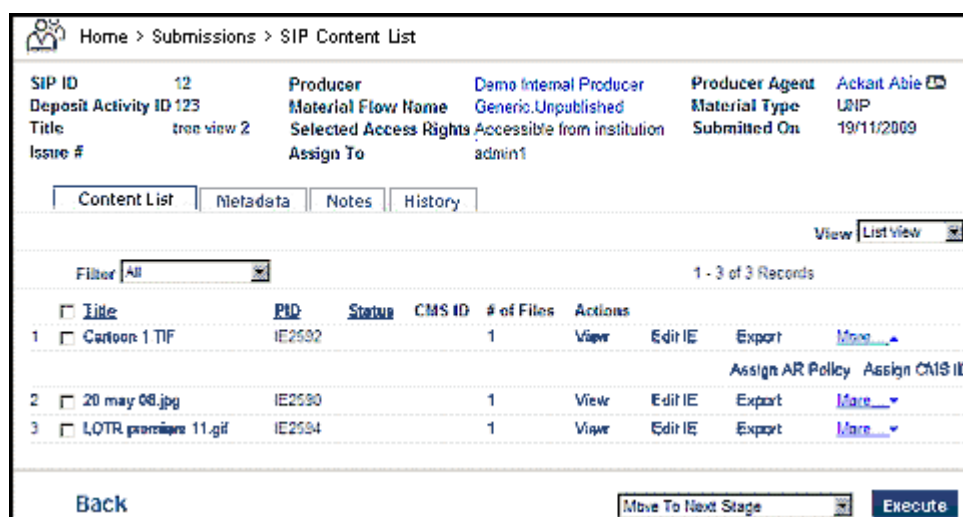 Home > Submissions > SIP Content List
SIP ID 12 Producer Demo Internal Producer Producer Agent Ackart Abie
Deposit Activity ID 123 Material Flow Name Generic.Unpublished Material Type UNP
Title tree view 2 Selected Access Rights Accessible from institution Submitted On 19/11/2009
Issue # Assign To admin1
Content List Metadata Notes History
View List View
Filter All 1 - 3 of 3 Records
Title PID Status CMS ID # of Files Actions
1 Cartoon 1 TIF IE2592 1 View Edit IE Export More...
Assign AR Policy Assign CMS ID
2 20 may 08.jpg IE2590 1 View Edit IE Export More...
3 LOTR premiere 11.gif IE2594 1 View Edit IE Export More...
Back Move To Next Stage Execute